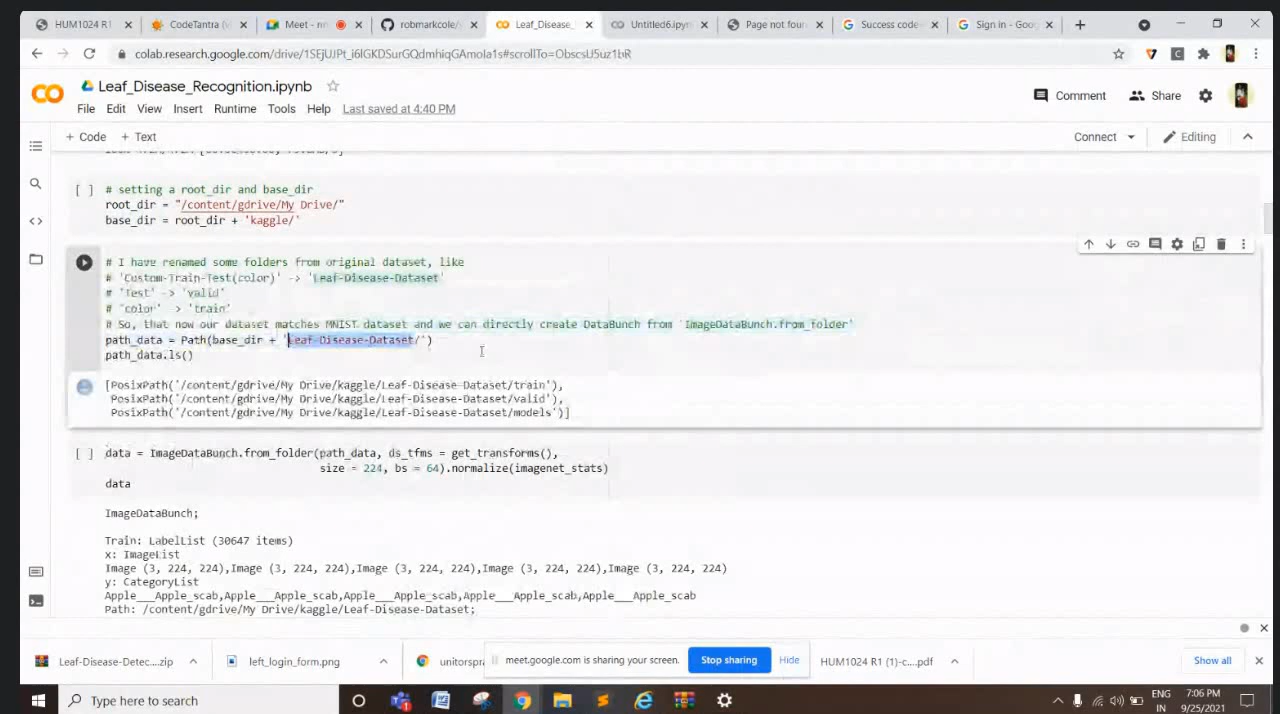 HUM1024 R1
CodeTantra (
Meet - nn
robmarkcole/
Leaf_Disease_
Untitled6.ipyn
Page not four
Success code
Sign in - Goo
colab.research.google.com/drive/1SEjUJPt_i6lGKDSurGQdmhiqGAmoIa1s#scrollTo=ObscsU5uz1bR
Leaf_Disease_Recognition.ipynb
Comment
Share
File Edit View Insert Runtime Tools Help Last saved at 4:40 PM
+ Code + Text
Connect
Editing
[ ] # setting a root_dir and base_dir
root_dir = "/content/gdrive/My Drive/"
base_dir = root_dir + 'kaggle/'
# I have renamed some folders from original dataset, like
# 'Custom-Train-Test(color)' -> 'Leaf-Disease-Dataset'
# 'Test' -> 'valid'
# 'color' -> 'train'
# So, that now our dataset matches MNIST dataset and we can directly create DataBunch from `ImageDataBunch.from_folder`
path_data = Path(base_dir + 'Leaf-Disease-Dataset/')
path_data.ls()
[PosixPath('/content/gdrive/My Drive/kaggle/Leaf-Disease-Dataset/train'),
PosixPath('/content/gdrive/My Drive/kaggle/Leaf-Disease-Dataset/valid'),
PosixPath('/content/gdrive/My Drive/kaggle/Leaf-Disease-Dataset/models')]
[ ] data = ImageDataBunch.from_folder(path_data, ds_tfms = get_transforms(),
size = 224, bs = 64).normalize(imagenet_stats)
data
ImageDataBunch;
Train: LabelList (30647 items)
x: ImageList
Image (3, 224, 224),Image (3, 224, 224),Image (3, 224, 224),Image (3, 224, 224),Image (3, 224, 224)
y: CategoryList
Apple___Apple_scab,Apple___Apple_scab,Apple___Apple_scab,Apple___Apple_scab,Apple___Apple_scab
Path: /content/gdrive/My Drive/kaggle/Leaf-Disease-Dataset;
Leaf-Disease-Detec....zip
left_login_form.png
unitorspra
meet.google.com is sharing your screen.
Stop sharing
Hide
HUM1024 R1 (1)-c....pdf
Show all
Type here to search
ENG
IN
7:06 PM
9/25/2021